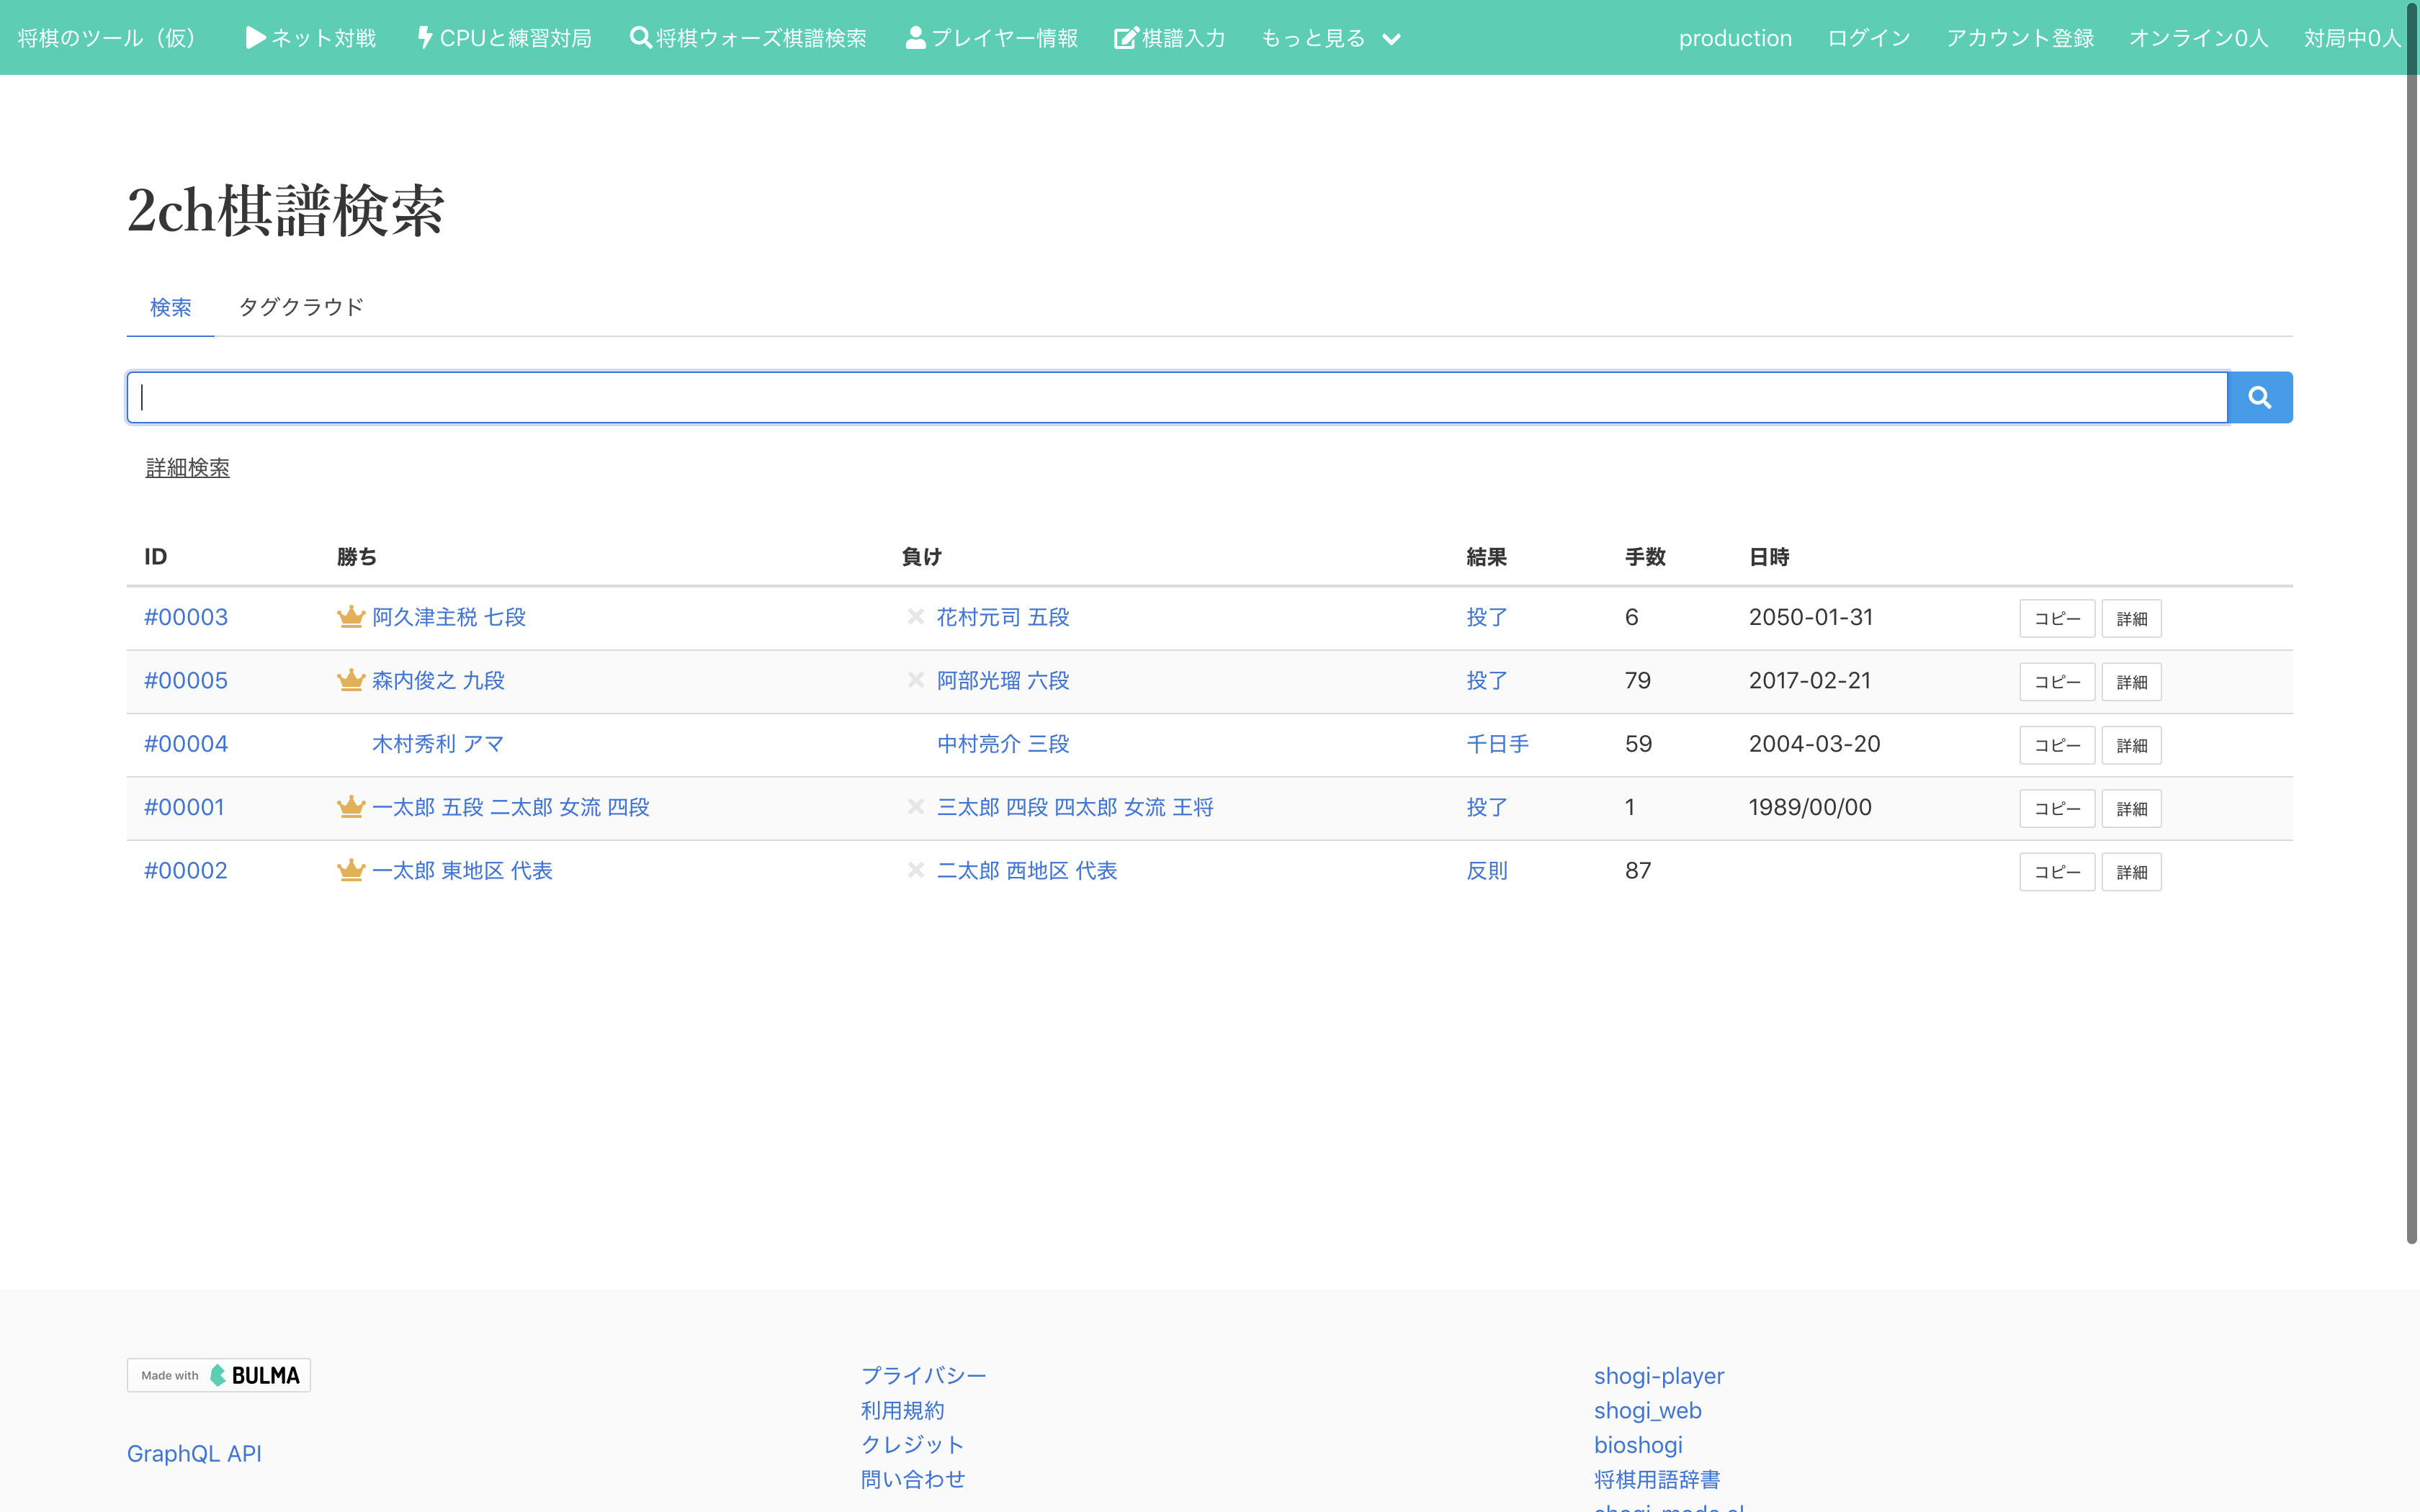 将棋のツール（仮） ネット対戦 CPUと練習対局 将棋ウォーズ棋譜検索 プレイヤー情報 棋譜入力 もっと見る production ログイン アカウント登録 オンライン0人 対局中0人
2ch棋譜検索
検索 タグクラウド
詳細検索
ID 勝ち 負け 結果 手数 日時
#00003 阿久津主税 七段 花村元司 五段 投了 6 2050-01-31 コピー 詳細
#00005 森内俊之 九段 阿部光瑠 六段 投了 79 2017-02-21 コピー 詳細
#00004 木村秀利 アマ 中村亮介 三段 千日手 59 2004-03-20 コピー 詳細
#00001 一太郎 五段 二太郎 女流 四段 三太郎 四段 四太郎 女流 王将 投了 1 1989/00/00 コピー 詳細
#00002 一太郎 東地区 代表 二太郎 西地区 代表 反則 87 コピー 詳細
Made with BULMA
GraphQL API
プライバシー
利用規約
クレジット
問い合わせ
shogi-player
shogi_web
bioshogi
将棋用語辞書